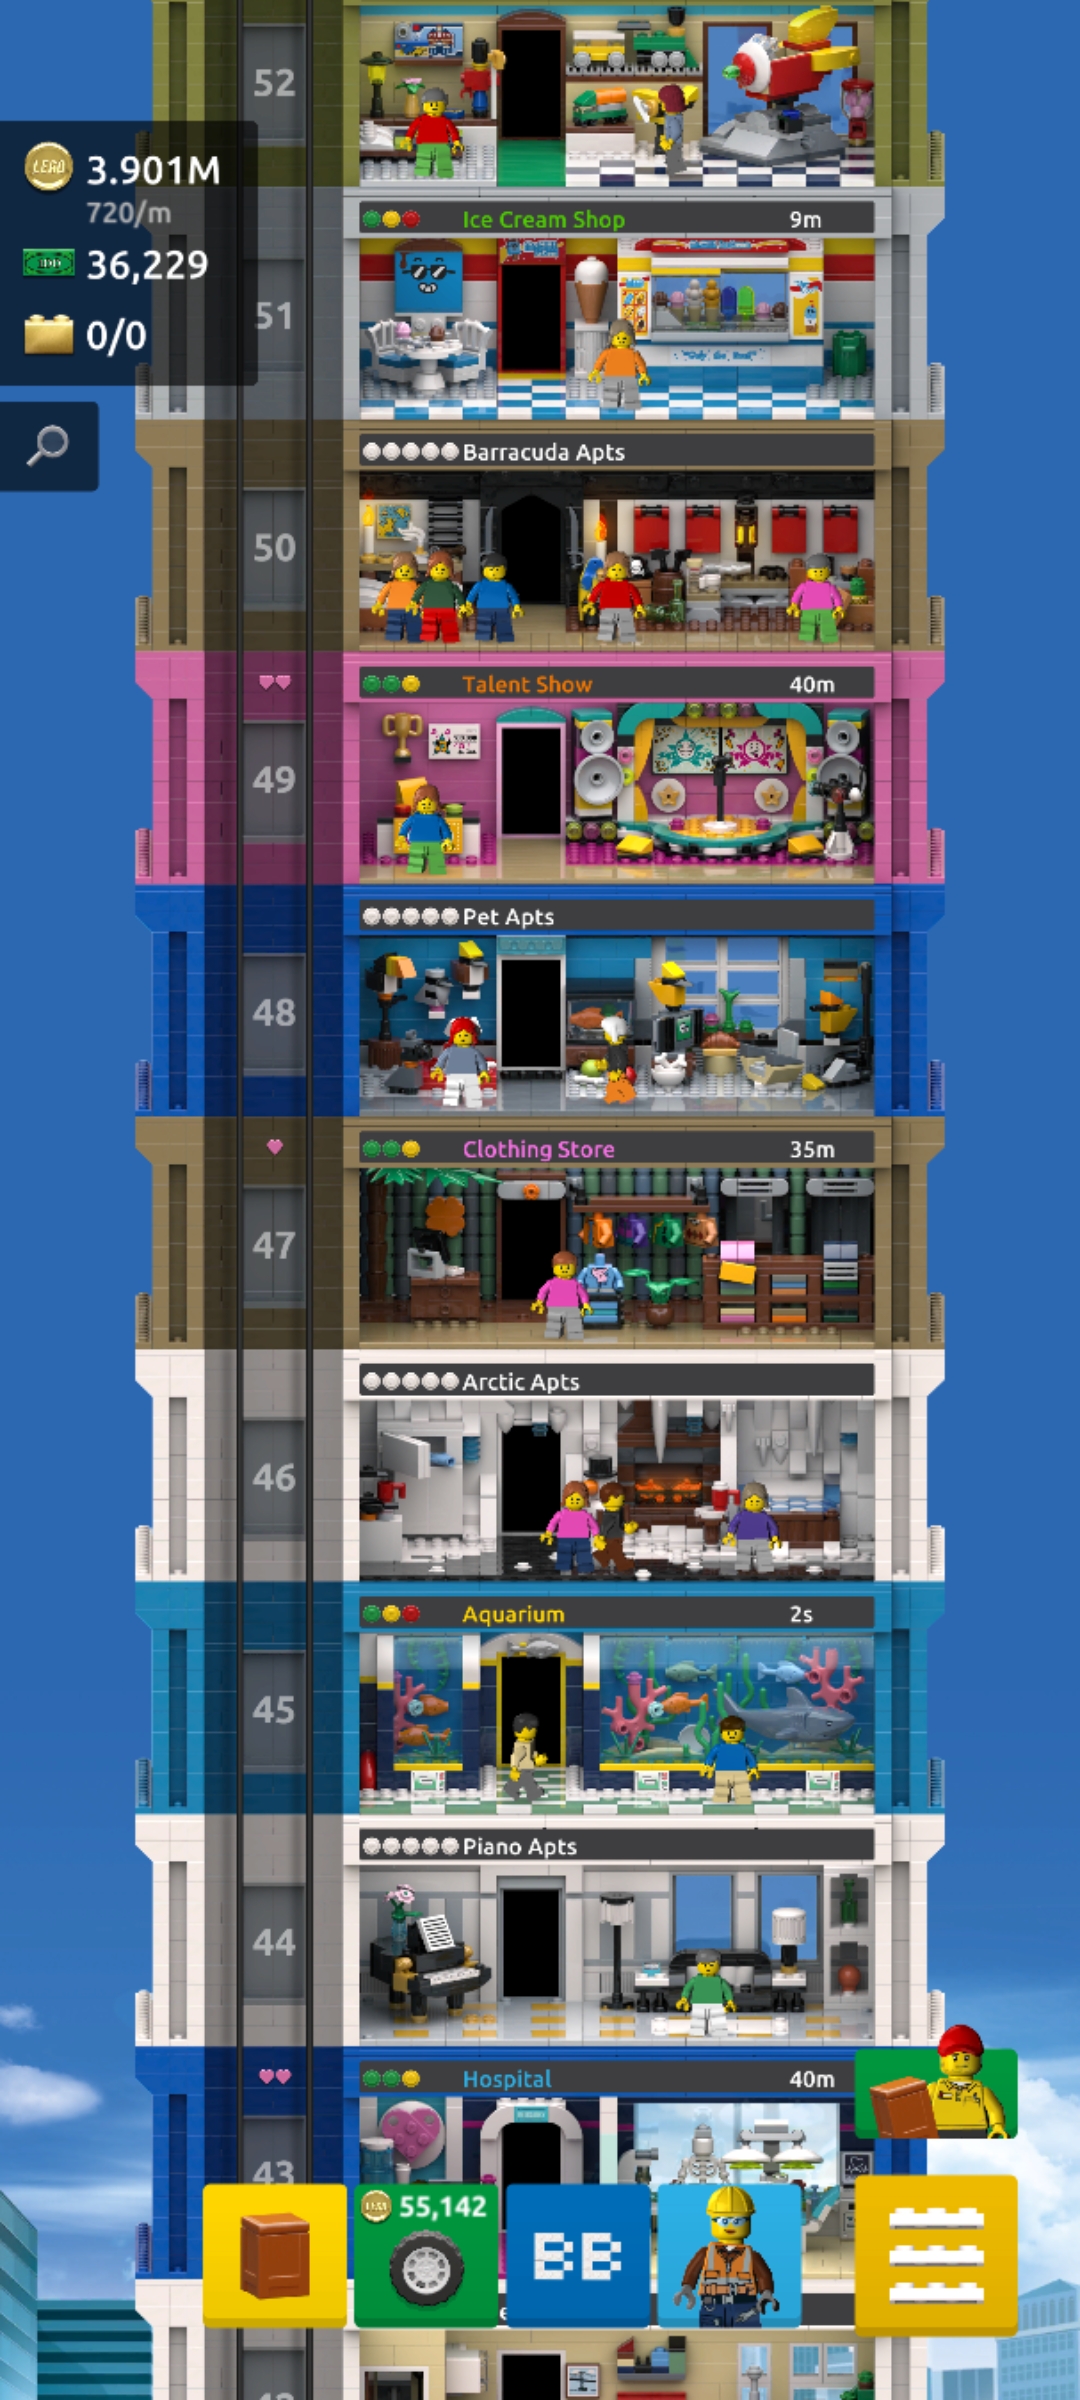 52
3.901M
720/m
36,229
0/0
Ice Cream Shop 9m
51
Barracuda Apts
50
Talent Show 40m
49
Pet Apts
48
Clothing Store 35m
47
Arctic Apts
46
Aquarium 2s
45
Piano Apts
44
Hospital 40m
43
55,142
BB